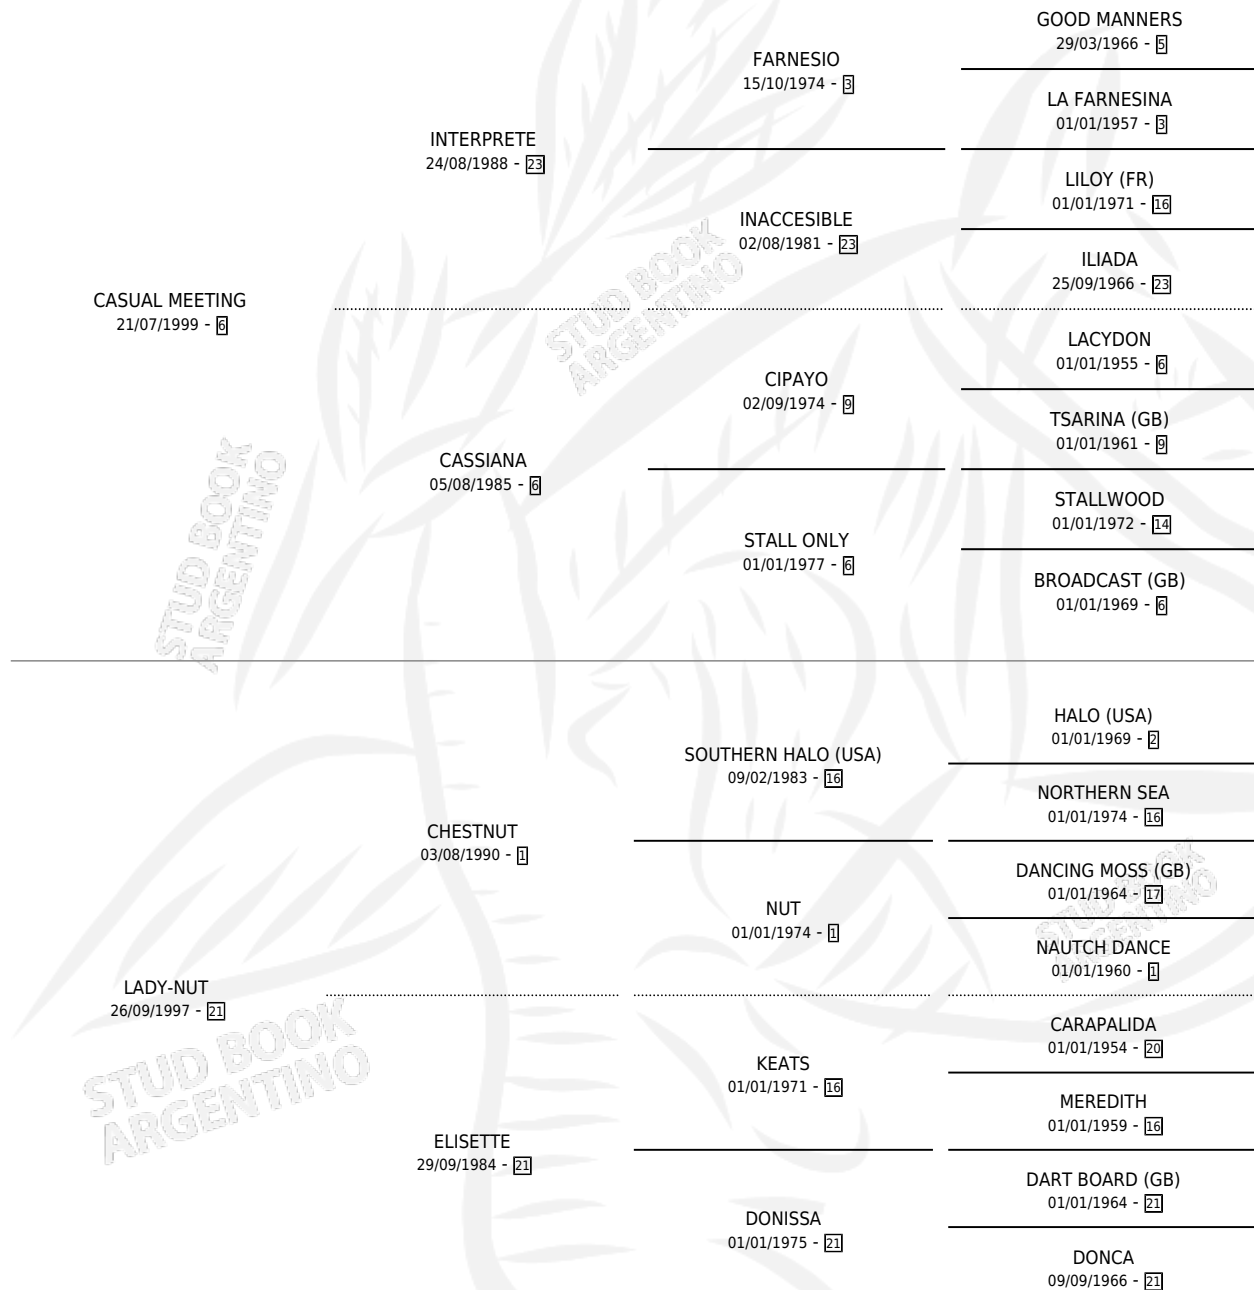 GOOD MANNERS
29/03/1966 - 5
FARNESIO
15/10/1974 - 3
LA FARNESINA
01/01/1957 - 3
INTERPRETE
24/08/1988 - 23
LILOY (FR)
01/01/1971 - 16
INACCESIBLE
02/08/1981 - 23
ILIADA
25/09/1966 - 23
CASUAL MEETING
21/07/1999 - 6
LACYDON
01/01/1955 - 6
CIPAYO
02/09/1974 - 9
TSARINA (GB)
01/01/1961 - 9
CASSIANA
05/08/1985 - 6
STALLWOOD
01/01/1972 - 14
STALL ONLY
01/01/1977 - 6
BROADCAST (GB)
01/01/1969 - 6
HALO (USA)
01/01/1969 - 2
SOUTHERN HALO (USA)
09/02/1983 - 16
NORTHERN SEA
01/01/1974 - 16
CHESTNUT
03/08/1990 - 1
DANCING MOSS (GB)
01/01/1964 - 17
NUT
01/01/1974 - 1
NAUTCH DANCE
01/01/1960 - 1
LADY-NUT
26/09/1997 - 21
CARAPALIDA
01/01/1954 - 20
KEATS
01/01/1971 - 16
MEREDITH
01/01/1959 - 16
ELISETTE
29/09/1984 - 21
DART BOARD (GB)
01/01/1964 - 21
DONISSA
01/01/1975 - 21
DONCA
09/09/1966 - 21
STUD BOOK
ARGENTINO
STUD BOOK
ARGENTINO
STUD BOOK
ARGENTINO
STUD BOOK
ARGENTINO